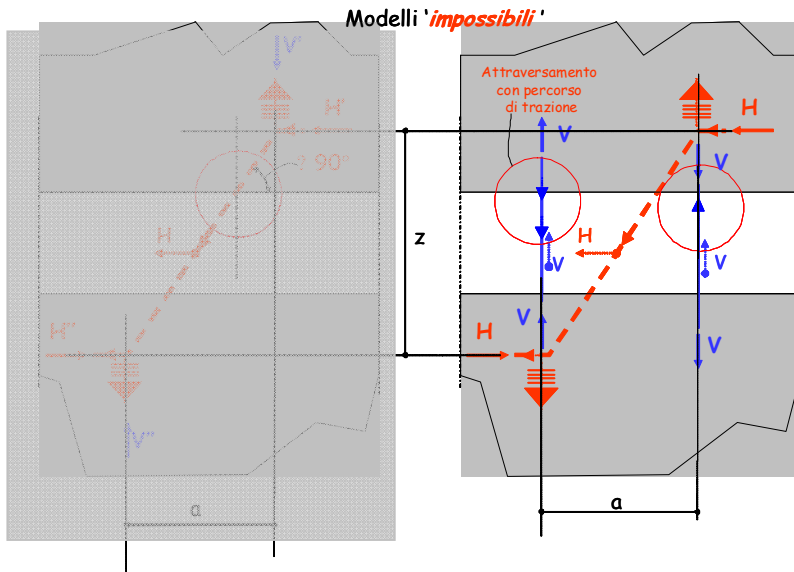 Modelli ‘impossibili’
V'
H'
? 90°
H
H''
V''
a
z
Attraversamento
con percorso
di trazione
V
H
V
H
V
V
V
H
V
a